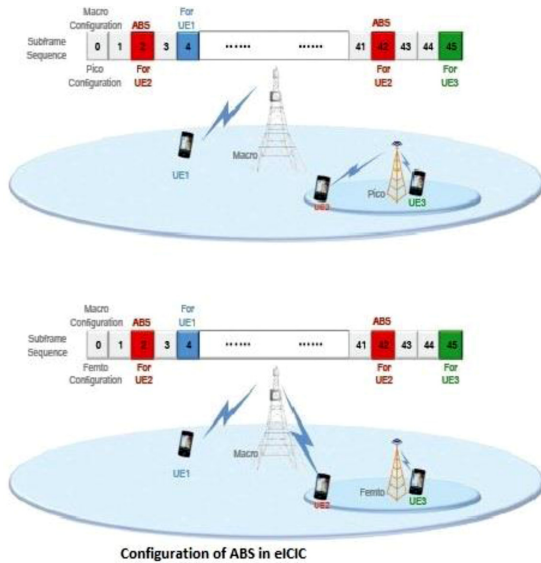 Macro
Configuration
ABS
For
UE1
ABS
Subframe
Sequence
0 1 2 3 4 ...... ...... 41 42 43 44 45
Pico
Configuration
For
UE2
For
UE2
For
UE3
Macro
UE1
Pico
UE2
UE3
Macro
Configuration
ABS
For
UE1
ABS
Subframe
Sequence
0 1 2 3 4 ...... ...... 41 42 43 44 45
Femto
Configuration
For
UE2
For
UE2
For
UE3
Macro
UE1
Femto
UE2
UE3
Configuration of ABS in eICIC